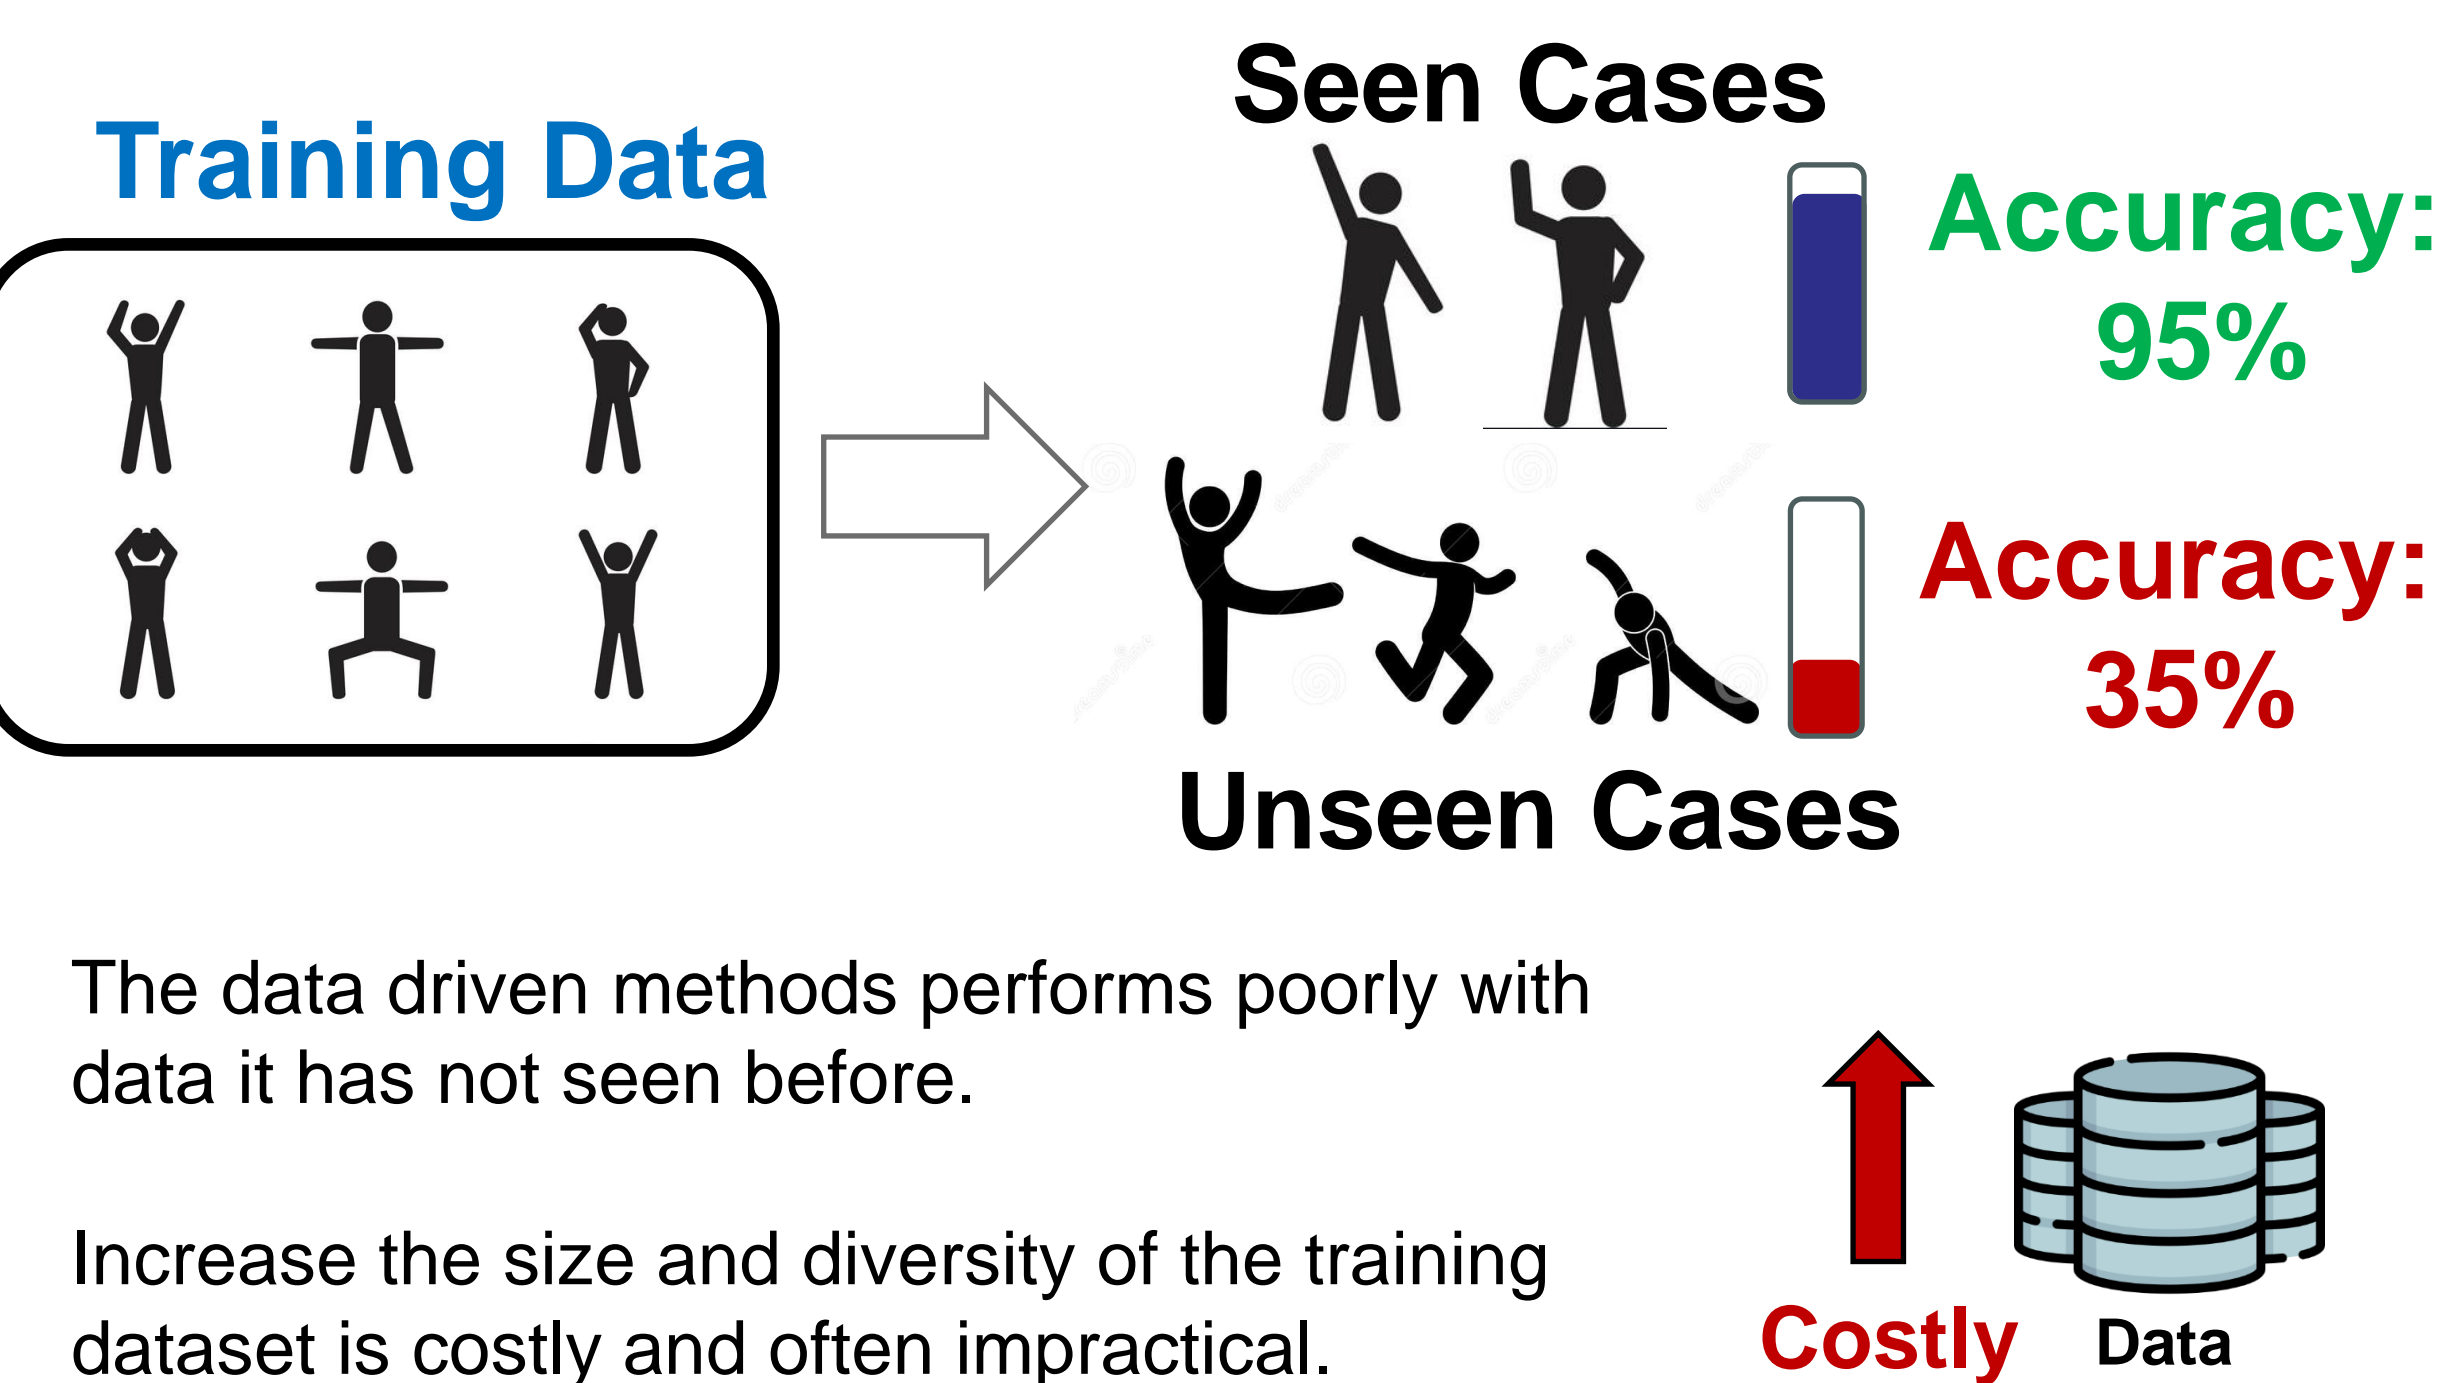 Training Data
Seen Cases
Accuracy:
95%
Accuracy:
35%
Unseen Cases
The data driven methods performs poorly with
data it has not seen before.
Increase the size and diversity of the training
dataset is costly and often impractical.
Costly
Data